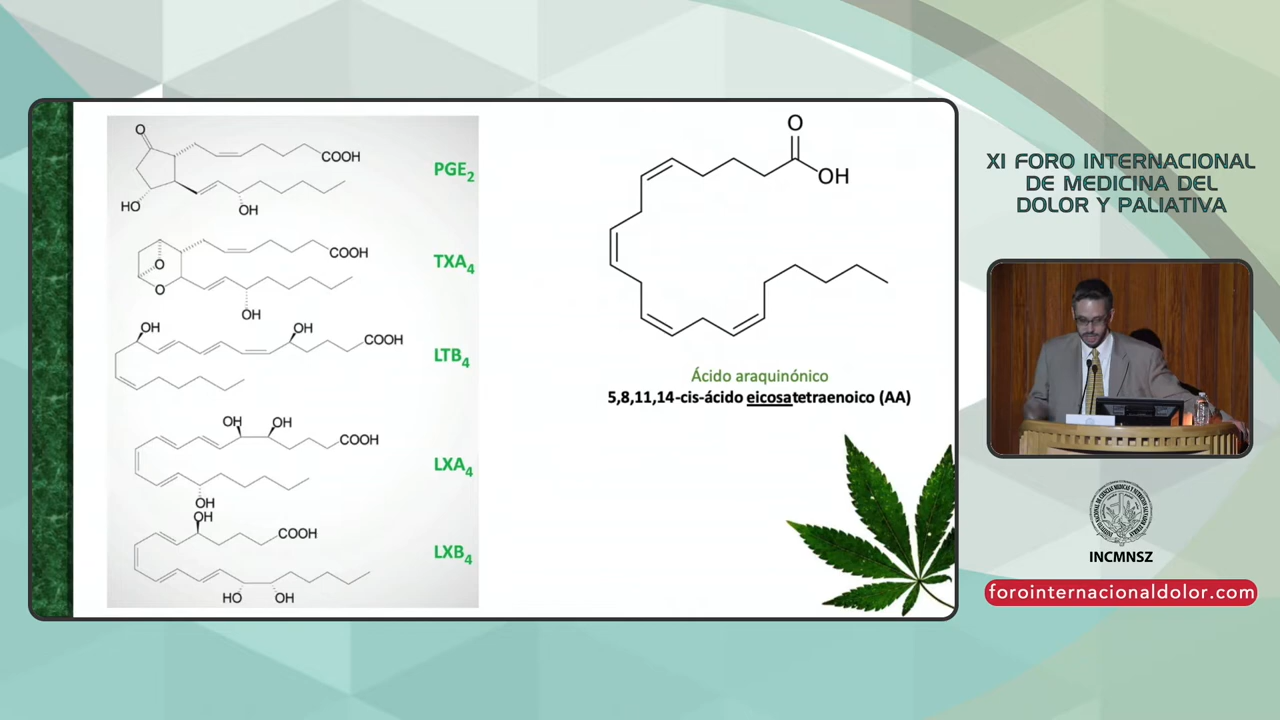 O
COOH
PGE2
HO
OH
COOH
TXA4
O
O
OH
OH
OH
COOH
LTB4
OH
OH
COOH
LXA4
OH
OH
COOH
LXB4
HO
OH
O
OH
Ácido araquinónico
5,8,11,14-cis-ácido eicosatetraenoico (AA)
XI FORO INTERNACIONAL
DE MEDICINA DEL
DOLOR Y PALIATIVA
INCMNSZ
forointernacionaldolor.com